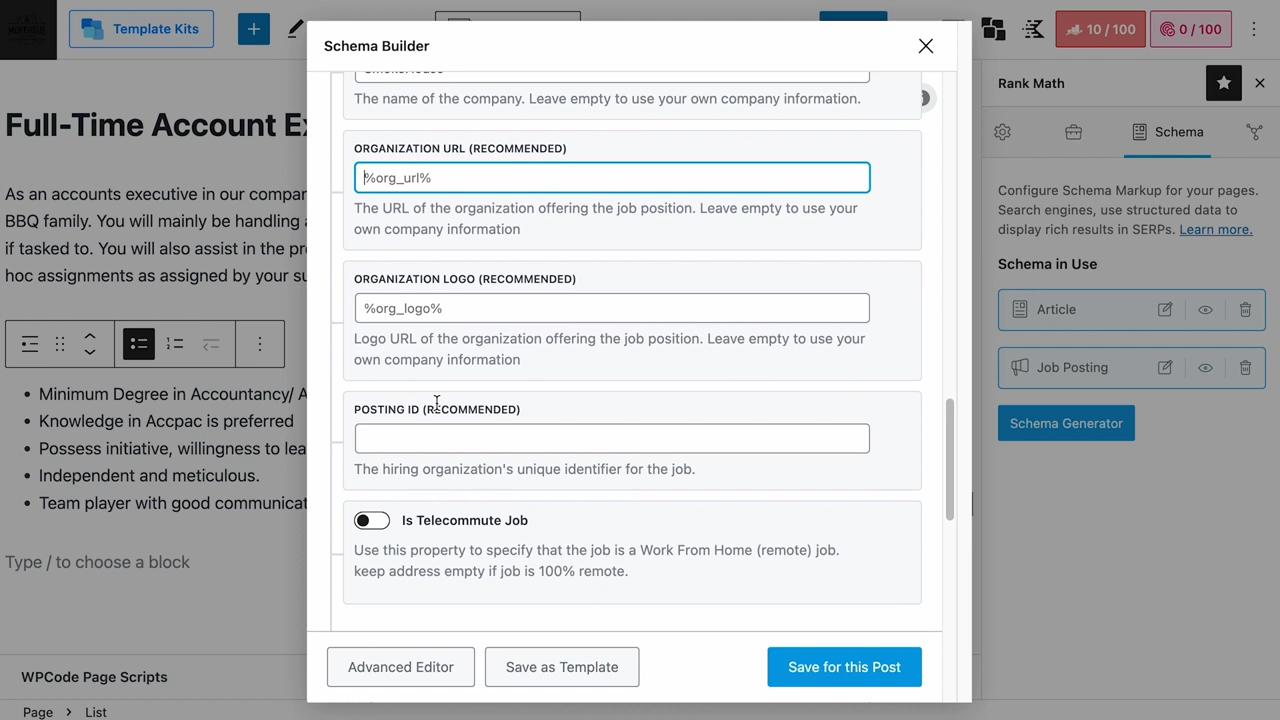 Template Kits
10 / 100
0 / 100
Schema Builder
The name of the company. Leave empty to use your own company information.
ORGANIZATION URL (RECOMMENDED)
%org_url%
The URL of the organization offering the job position. Leave empty to use your
own company information
ORGANIZATION LOGO (RECOMMENDED)
%org_logo%
Logo URL of the organization offering the job position. Leave empty to use your
own company information
POSTING ID (RECOMMENDED)
The hiring organization's unique identifier for the job.
Is Telecommute Job
Use this property to specify that the job is a Work From Home (remote) job.
keep address empty if job is 100% remote.
Advanced Editor
Save as Template
Save for this Post
Full-Time Account E
As an accounts executive in our compan
BBQ family. You will mainly be handling
if tasked to. You will also assist in the pr
hoc assignments as assigned by your su
Minimum Degree in Accountancy/ A
Knowledge in Accpac is preferred
Possess initiative, willingness to lea
Independent and meticulous.
Team player with good communicat
Type / to choose a block
WPCode Page Scripts
Page > List
Rank Math
Schema
Configure Schema Markup for your pages.
Search engines, use structured data to
display rich results in SERPs. Learn more.
Schema in Use
Article
Job Posting
Schema Generator